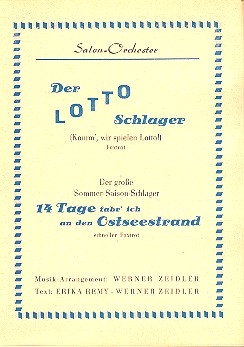 Salon-Orchester
Der
LOTTO
Schlager
(Komm', wir spielen Lotto!)
Foxtrot
Der große
Sommer-Saison-Schlager
14 Tage fahr' ich
an den Ostseestrand
schneller Foxtrot
Musik-Arrangement: WERNER ZEIDLER
Text: ERIKA REMY - WERNER ZEIDLER